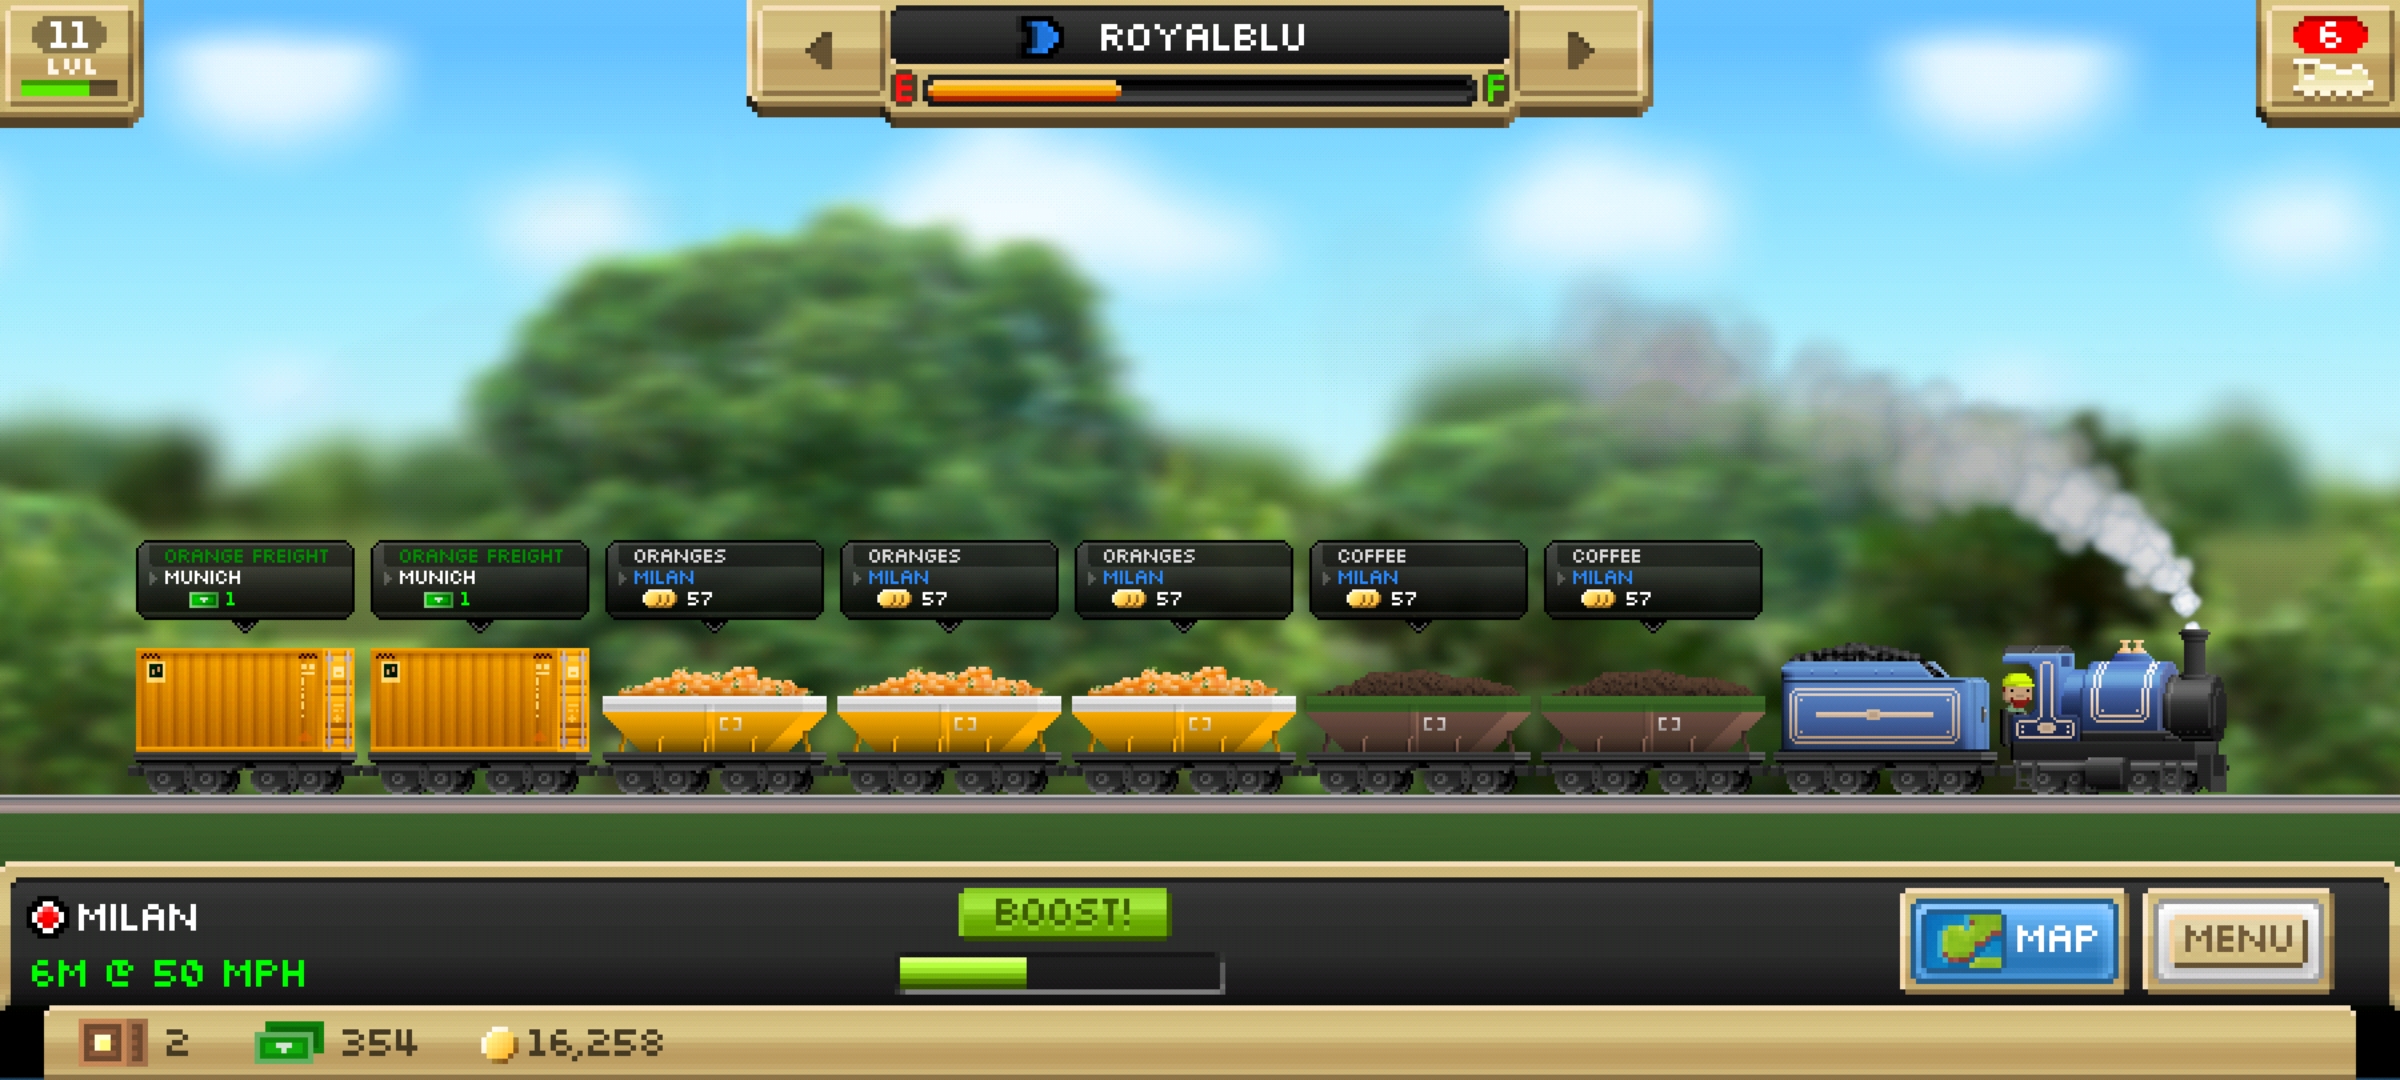 11
LVL
ROYALBLU
E
F
6
ORANGE FREIGHT
MUNICH
1
ORANGE FREIGHT
MUNICH
1
ORANGES
MILAN
57
ORANGES
MILAN
57
ORANGES
MILAN
57
COFFEE
MILAN
57
COFFEE
MILAN
57
MILAN
6M @ 50 MPH
BOOST!
MAP
MENU
2
354
16,258